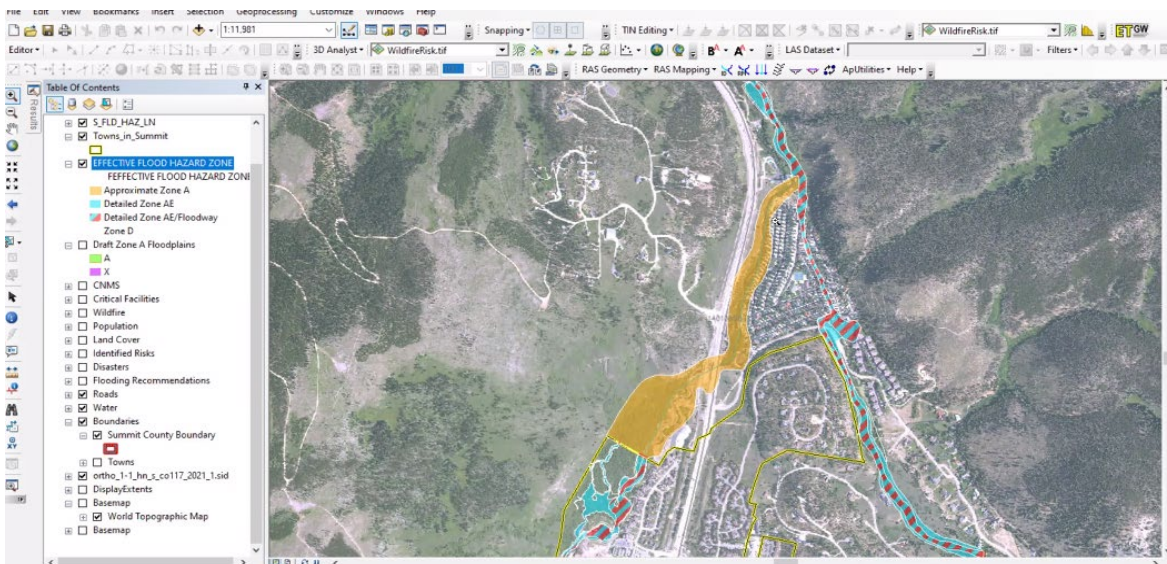 File Edit View Bookmarks Insert Selection Geoprocessing Customize Windows Help
1:11,981 Snapping TIN Editing WildfireRisk.tif ETGW
Editor 3D Analyst WildfireRisk.tif LAS Dataset Filters
RAS Geometry RAS Mapping ApUtilities Help
Table Of Contents
Results
S_FLD_HAZ_LN
Towns_in_Summit
EFFECTIVE FLOOD HAZARD ZONE
FEFFECTIVE FLOOD HAZARD ZONE
Approximate Zone A
Detailed Zone AE
Detailed Zone AE/Floodway
Zone D
Draft Zone A Floodplains
A
X
CNMS
Critical Facilities
Wildfire
Population
Land Cover
Identified Risks
Disasters
Flooding Recommendations
Roads
Water
Boundaries
Summit County Boundary
Towns
ortho_1-1_hn_s_co117_2021_1.sid
DisplayExtents
Basemap
World Topographic Map
Basemap